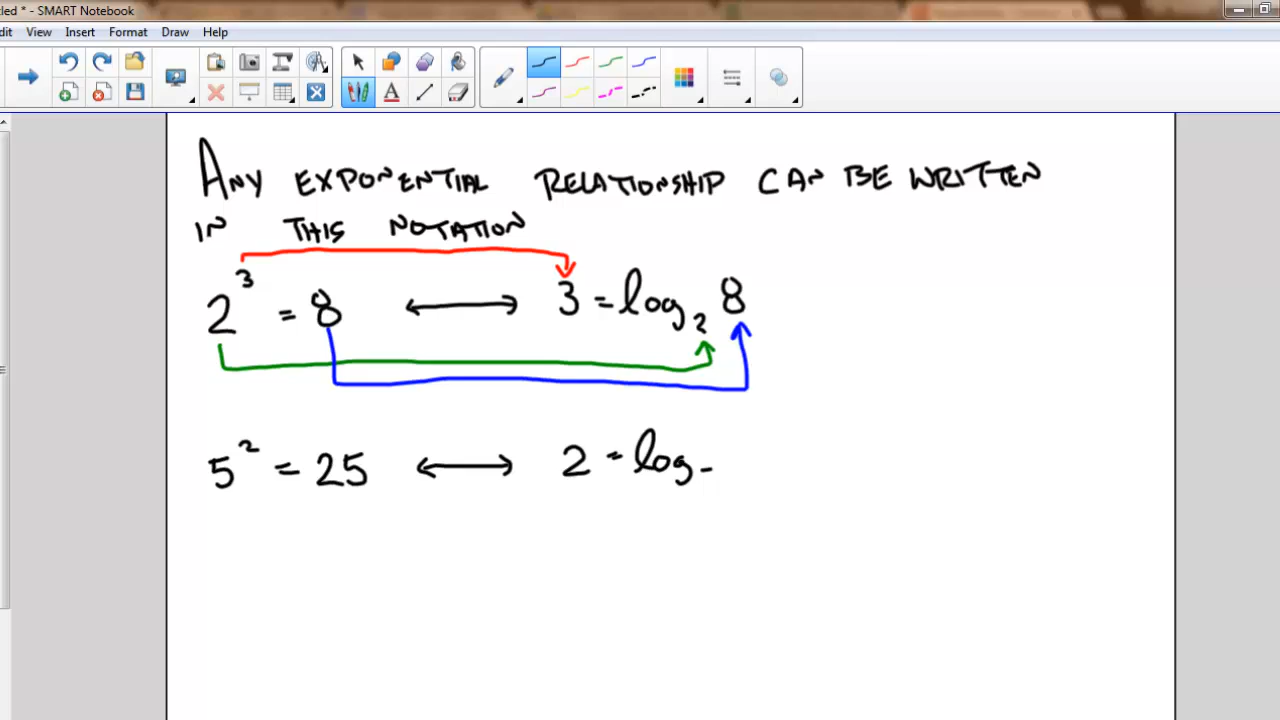 tled * - SMART Notebook
dit View Insert Format Draw Help
ANY EXPONENTIAL RELATIONSHIP CAN BE WRITTEN
IN THIS NOTATION
2³ = 8 ⟷ 3 = log₂ 8
5² = 25 ⟷ 2 = log-